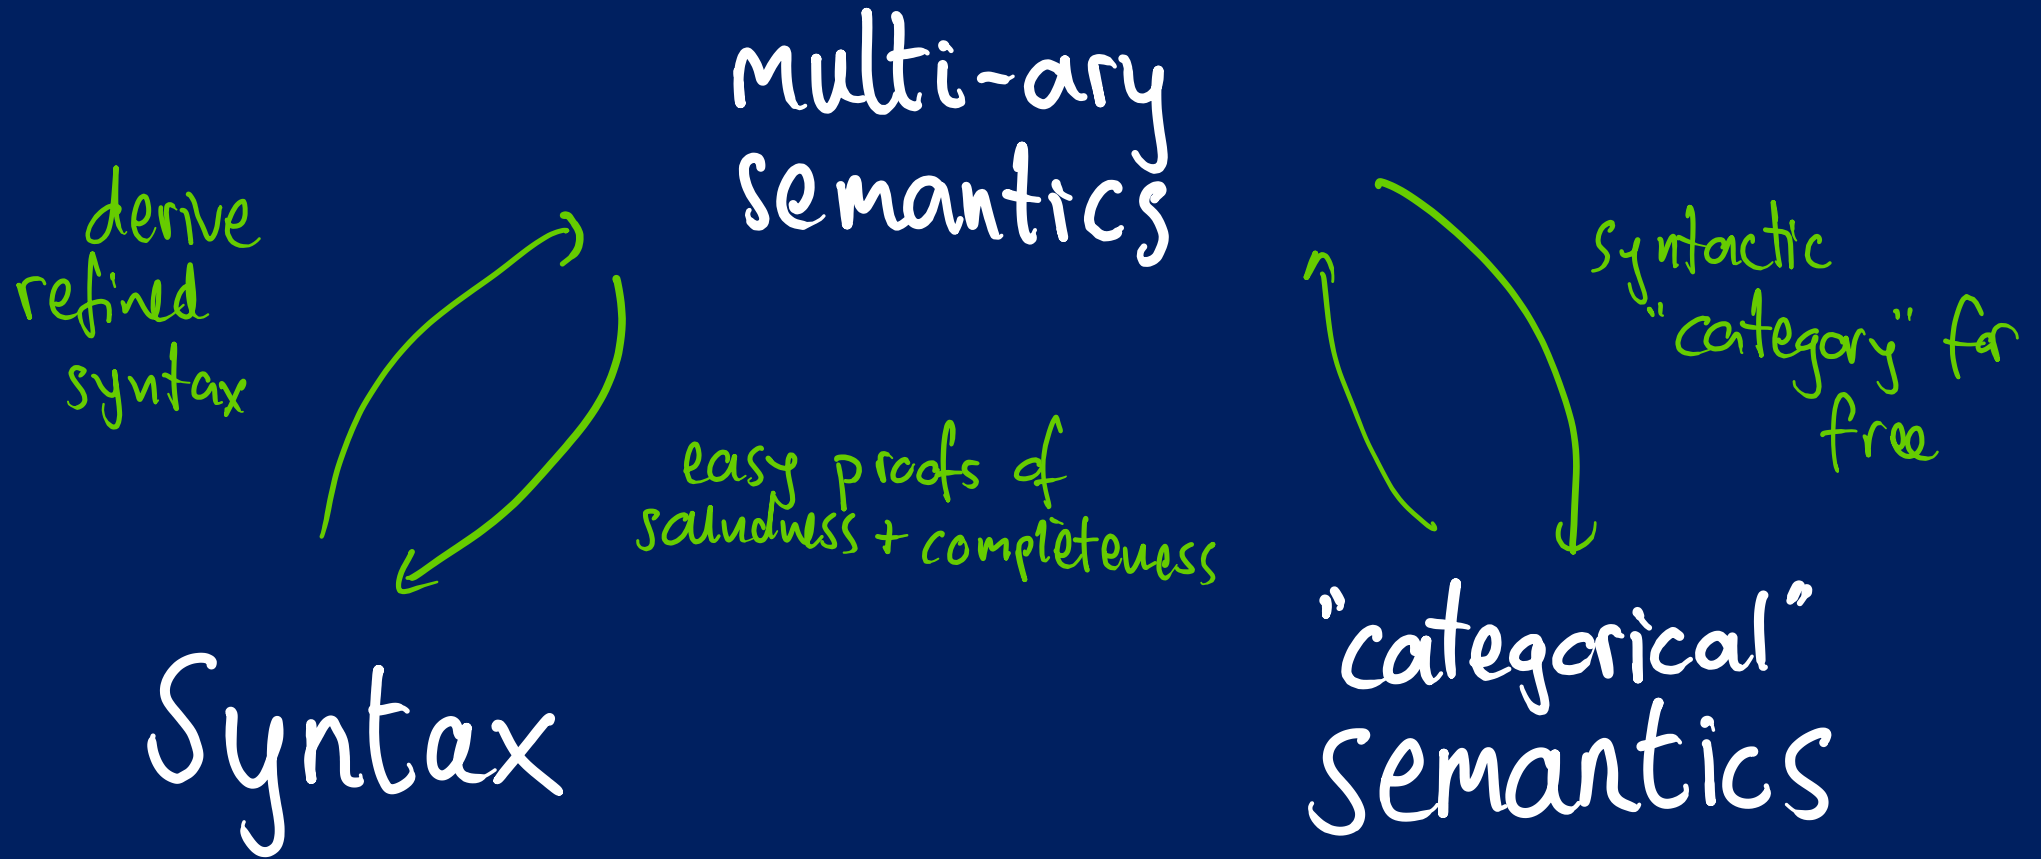 multi-ary
semantics
derive
refined
syntax
syntactic
"category" for
free
easy proofs of
soundness + completeness
Syntax
"categorical"
semantics